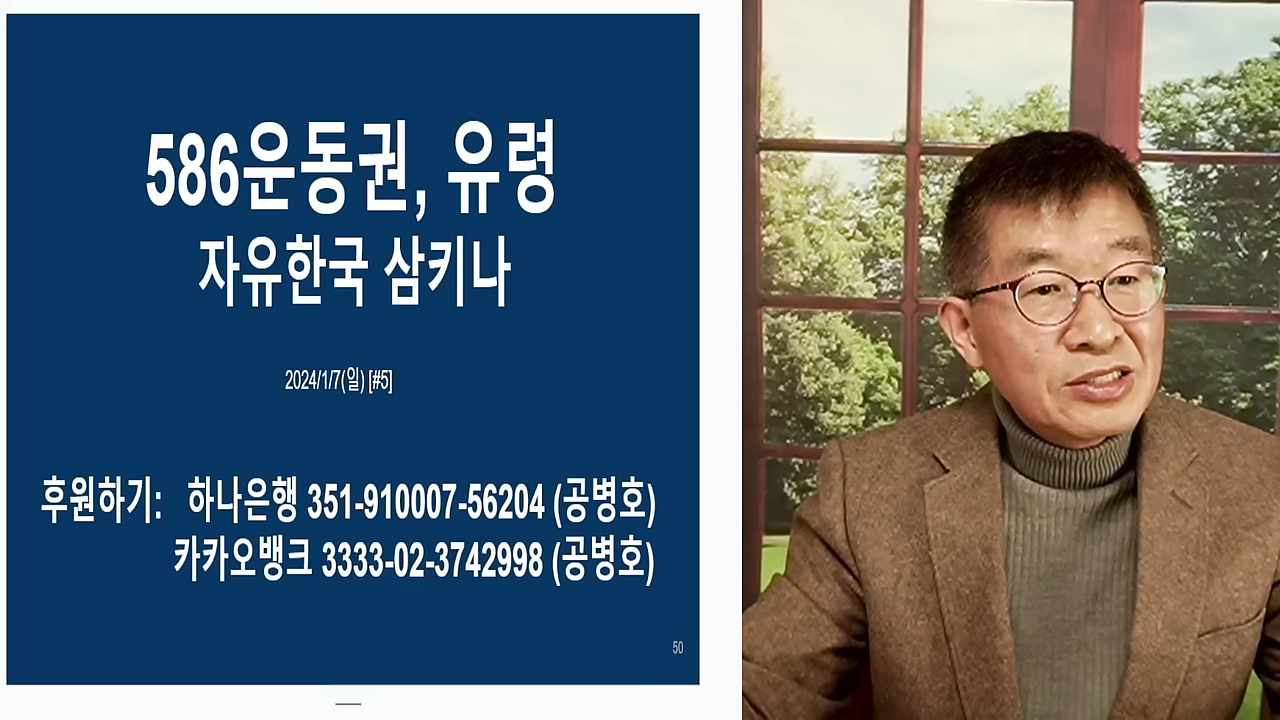 586운동권, 유령
자유한국 삼키나
2024/1/7(일) [#5]
후원하기: 하나은행 351-910007-56204 (공병호)
카카오뱅크 3333-02-3742998 (공병호)
50